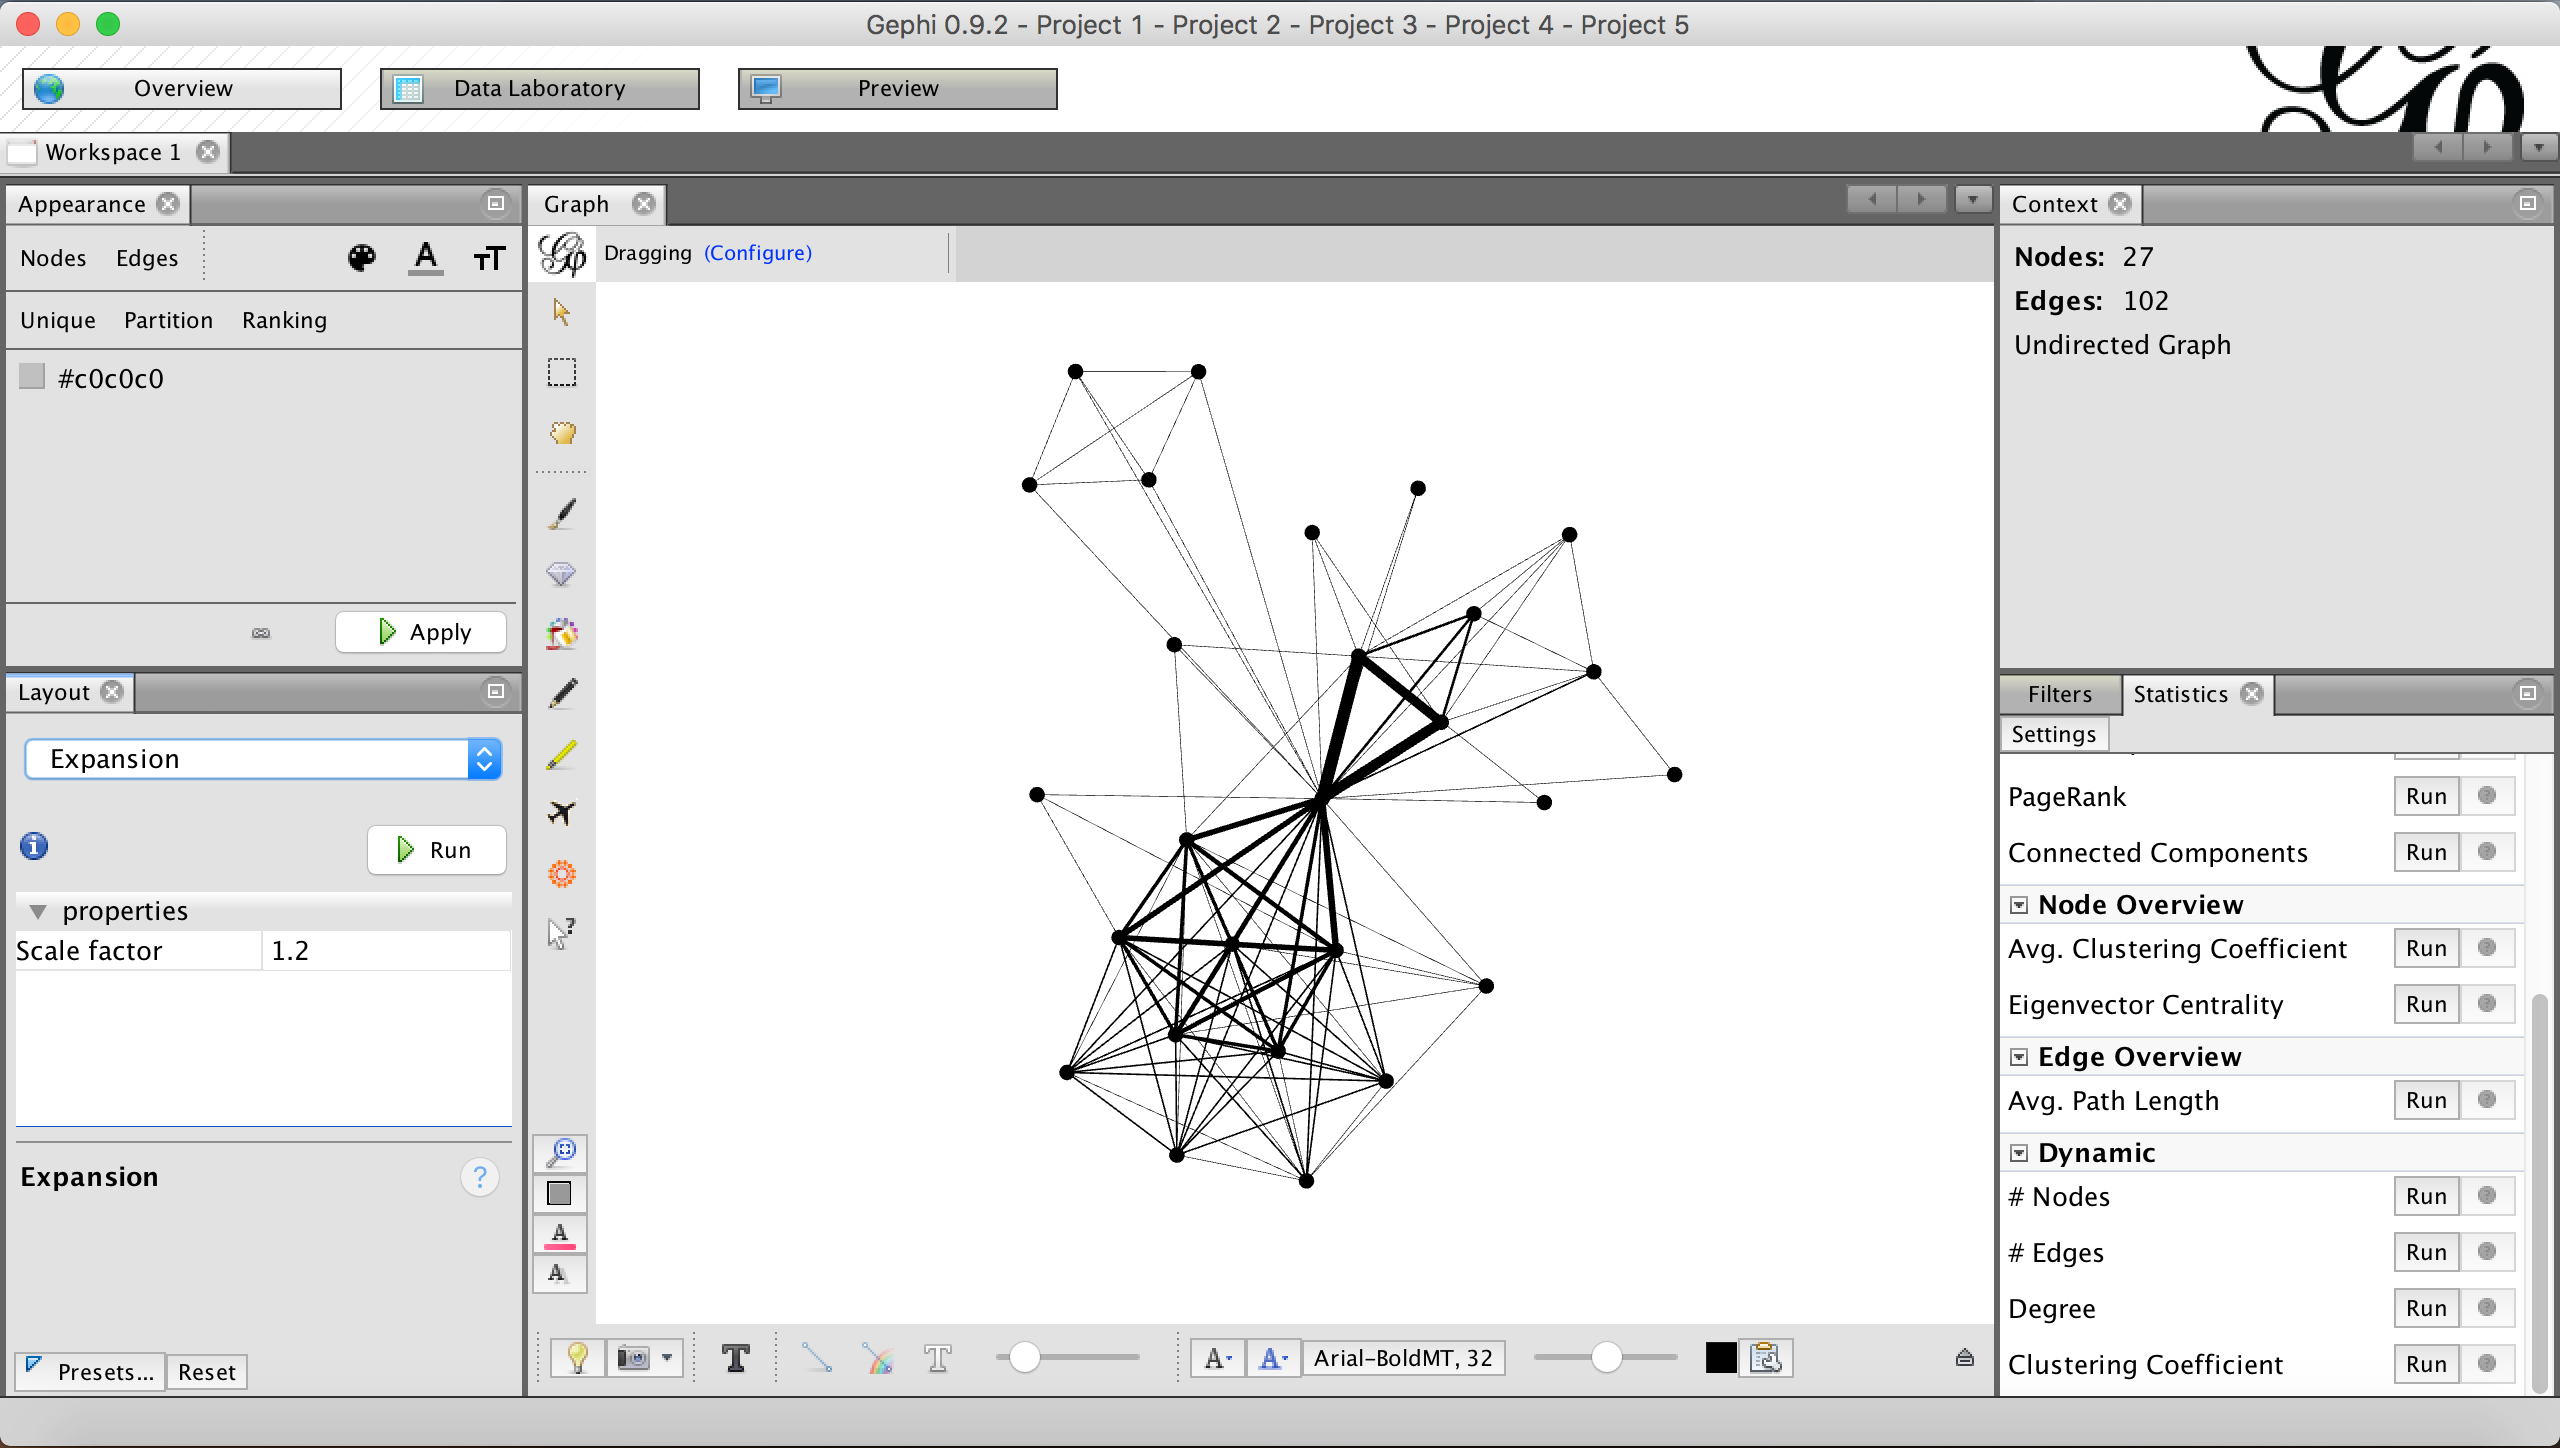 Gephi 0.9.2 - Project 1 - Project 2 - Project 3 - Project 4 - Project 5
Overview
Data Laboratory
Preview
Workspace 1
Appearance
Nodes Edges
Unique Partition Ranking
#c0c0c0
Apply
Layout
Expansion
Run
properties
Scale factor 1.2
Expansion
?
Presets... Reset
Graph
Dragging (Configure)
Arial-BoldMT, 32
Context
Nodes: 27
Edges: 102
Undirected Graph
Filters Statistics
Settings
PageRank Run
Connected Components Run
Node Overview
Avg. Clustering Coefficient Run
Eigenvector Centrality Run
Edge Overview
Avg. Path Length Run
Dynamic
# Nodes Run
# Edges Run
Degree Run
Clustering Coefficient Run